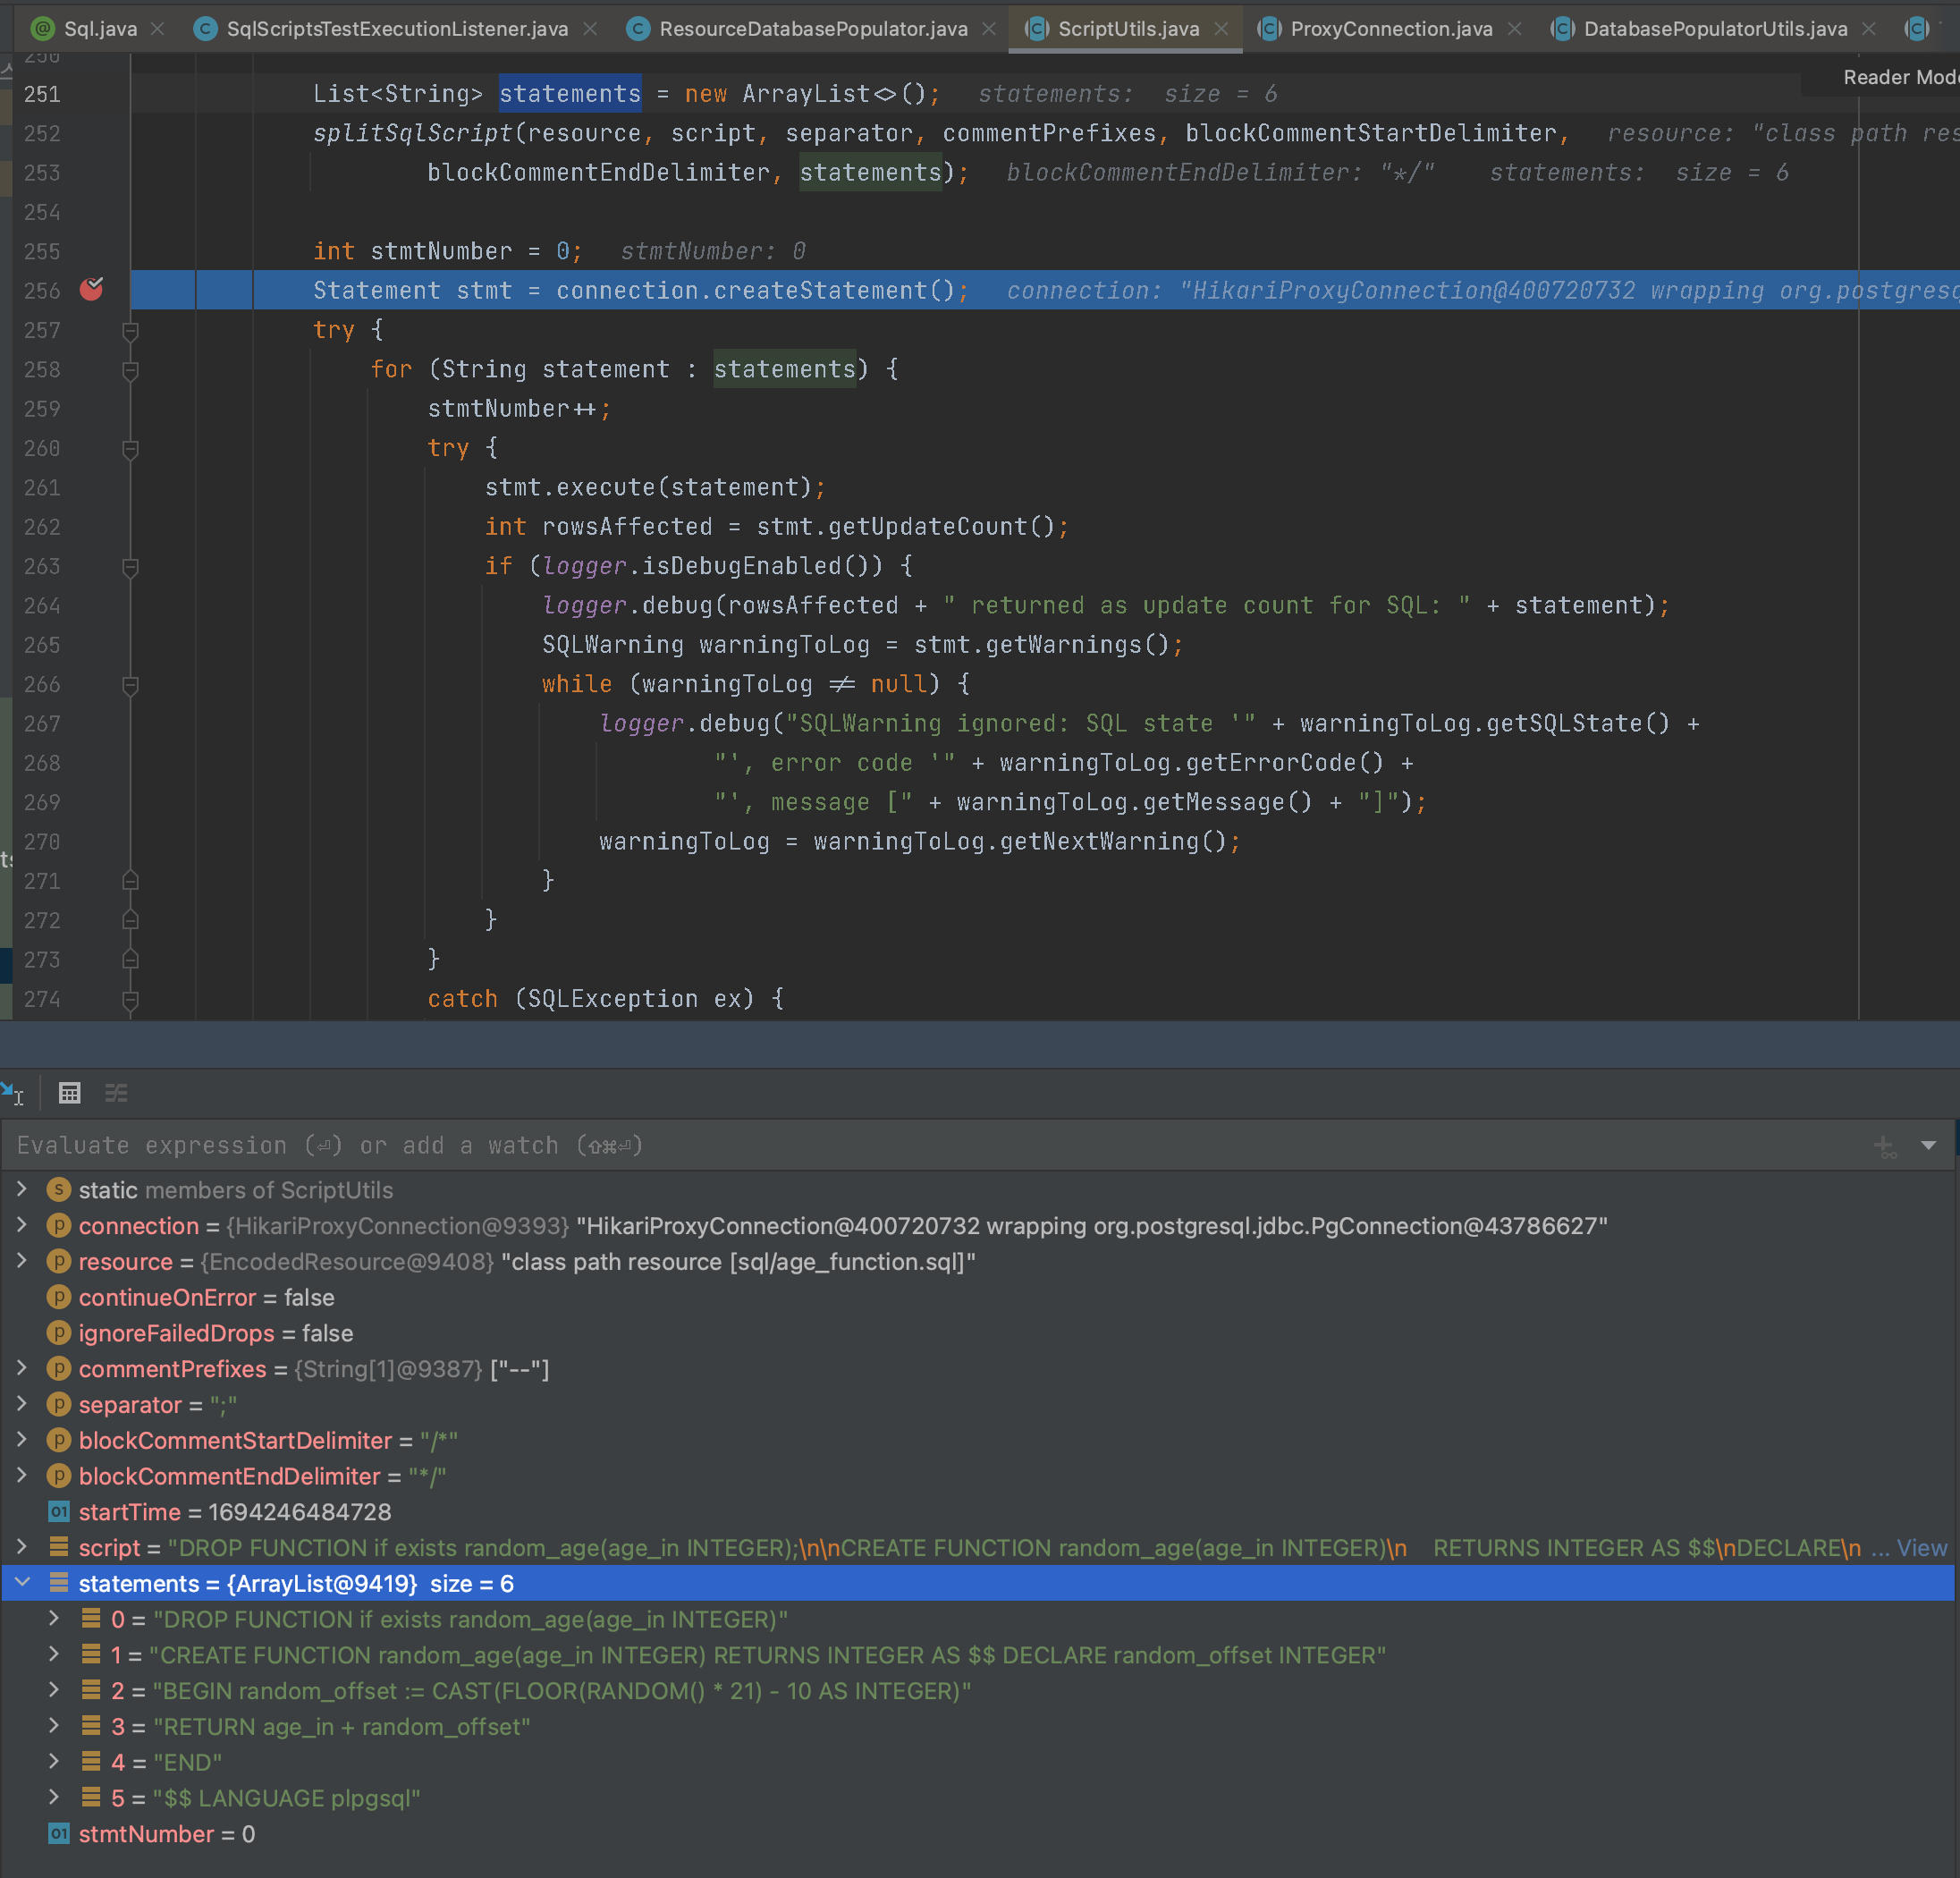 Sql.java SqlScriptsTestExecutionListener.java ResourceDatabasePopulator.java ScriptUtils.java ProxyConnection.java DatabasePopulatorUtils.java
250
Reader Mode
251 List<String> statements = new ArrayList<>(); statements: size = 6
252 splitSqlScript(resource, script, separator, commentPrefixes, blockCommentStartDelimiter, resource: "class path res
253 blockCommentEndDelimiter, statements); blockCommentEndDelimiter: "*/" statements: size = 6
254
255 int stmtNumber = 0; stmtNumber: 0
256 Statement stmt = connection.createStatement(); connection: "HikariProxyConnection@400720732 wrapping org.postgresq
257 try {
258 for (String statement : statements) {
259 stmtNumber++;
260 try {
261 stmt.execute(statement);
262 int rowsAffected = stmt.getUpdateCount();
263 if (logger.isDebugEnabled()) {
264 logger.debug(rowsAffected + " returned as update count for SQL: " + statement);
265 SQLWarning warningToLog = stmt.getWarnings();
266 while (warningToLog != null) {
267 logger.debug("SQLWarning ignored: SQL state '" + warningToLog.getSQLState() +
268 "', error code '" + warningToLog.getErrorCode() +
269 "', message [" + warningToLog.getMessage() + "]");
270 warningToLog = warningToLog.getNextWarning();
271 }
272 }
273 }
274 catch (SQLException ex) {
Evaluate expression (⏎) or add a watch (⇧⌘⏎)
static members of ScriptUtils
connection = {HikariProxyConnection@9393} "HikariProxyConnection@400720732 wrapping org.postgresql.jdbc.PgConnection@43786627"
resource = {EncodedResource@9408} "class path resource [sql/age_function.sql]"
continueOnError = false
ignoreFailedDrops = false
commentPrefixes = {String[1]@9387} ["--"]
separator = ";"
blockCommentStartDelimiter = "/*"
blockCommentEndDelimiter = "*/"
startTime = 1694246484728
script = "DROP FUNCTION if exists random_age(age_in INTEGER);\n\nCREATE FUNCTION random_age(age_in INTEGER)\n RETURNS INTEGER AS $$\nDECLARE\n ... View
statements = {ArrayList@9419} size = 6
0 = "DROP FUNCTION if exists random_age(age_in INTEGER)"
1 = "CREATE FUNCTION random_age(age_in INTEGER) RETURNS INTEGER AS $$ DECLARE random_offset INTEGER"
2 = "BEGIN random_offset := CAST(FLOOR(RANDOM() * 21) - 10 AS INTEGER)"
3 = "RETURN age_in + random_offset"
4 = "END"
5 = "$$ LANGUAGE plpgsql"
stmtNumber = 0